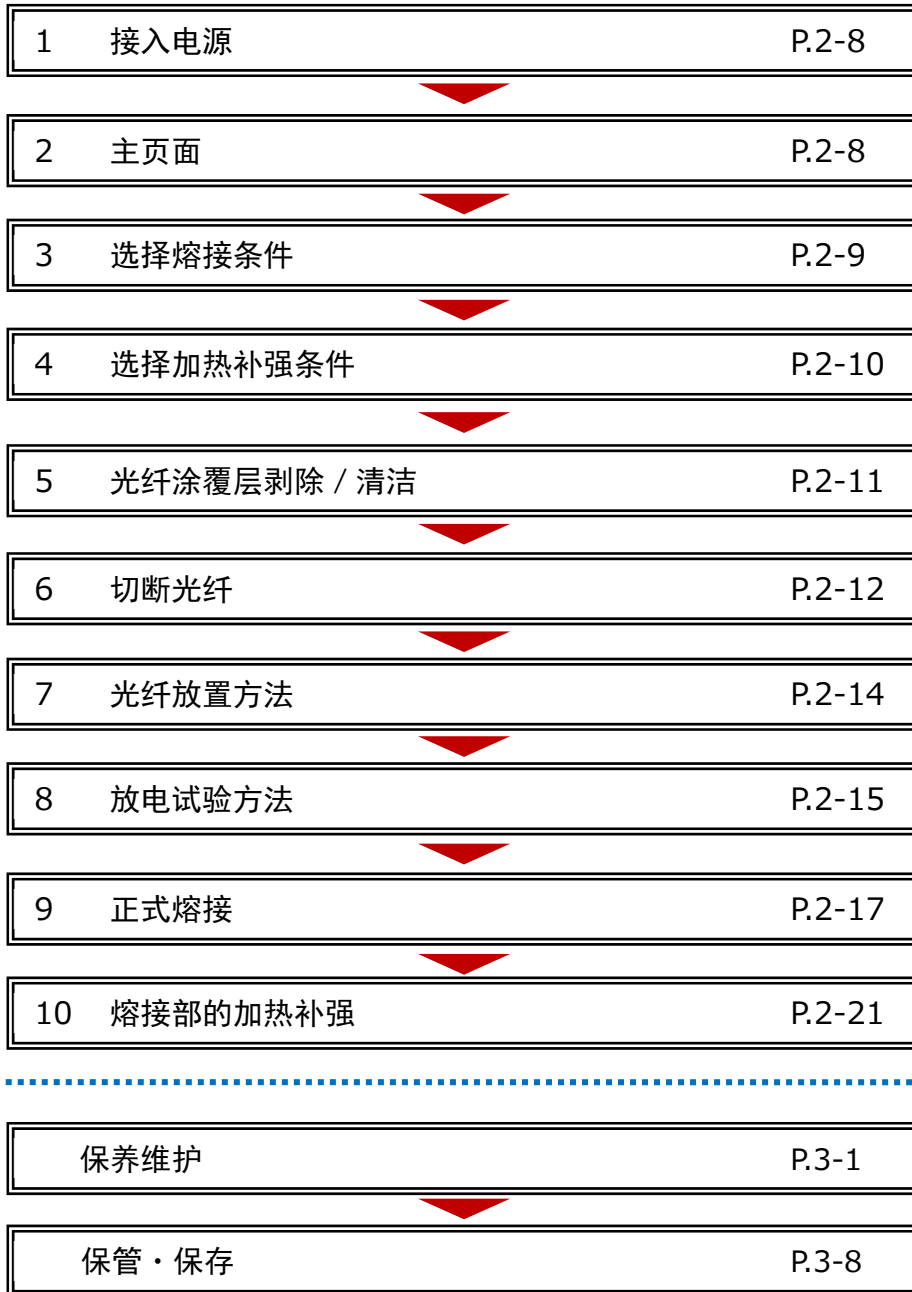 1 接入电源 P.2-8
2 主页面 P.2-8
3 选择熔接条件 P.2-9
4 选择加热补强条件 P.2-10
5 光纤涂覆层剥除 / 清洁 P.2-11
6 切断光纤 P.2-12
7 光纤放置方法 P.2-14
8 放电试验方法 P.2-15
9 正式熔接 P.2-17
10 熔接部的加热补强 P.2-21
保养维护 P.3-1
保管・保存 P.3-8